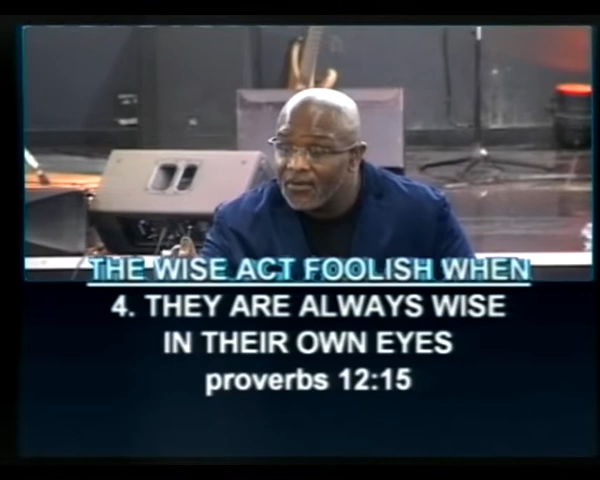 THE WISE ACT FOOLISH WHEN
4. THEY ARE ALWAYS WISE
IN THEIR OWN EYES
proverbs 12:15